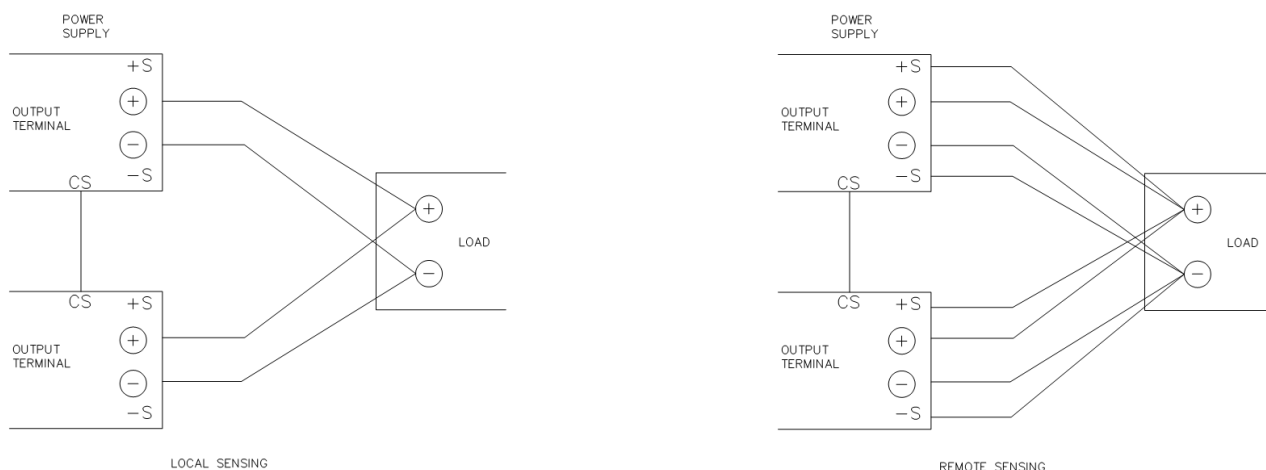 POWER
SUPPLY
+S
+
OUTPUT
TERMINAL
−
−S
CS
+
LOAD
−
CS
+S
+
OUTPUT
TERMINAL
−
−S
LOCAL SENSING
POWER
SUPPLY
+S
+
OUTPUT
TERMINAL
−
−S
CS
+
LOAD
−
CS
+S
+
OUTPUT
TERMINAL
−
−S
REMOTE SENSING